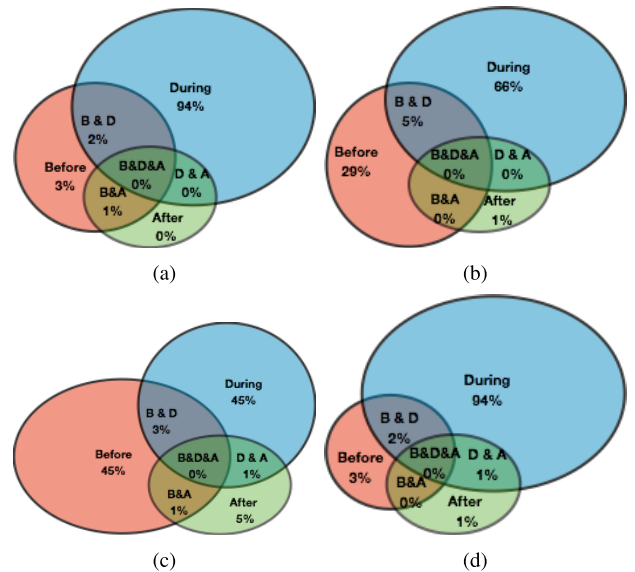 During
94%
B & D
2%
Before
3%
B&D&A
0%
D & A
0%
B&A
1%
After
0%
(a)
During
66%
B & D
5%
Before
29%
B&D&A
0%
D & A
0%
B&A
0%
After
1%
(b)
During
45%
B & D
3%
Before
45%
B&D&A
0%
D & A
1%
B&A
1%
After
5%
(c)
During
94%
B & D
2%
Before
3%
B&D&A
0%
D & A
1%
B&A
0%
After
1%
(d)